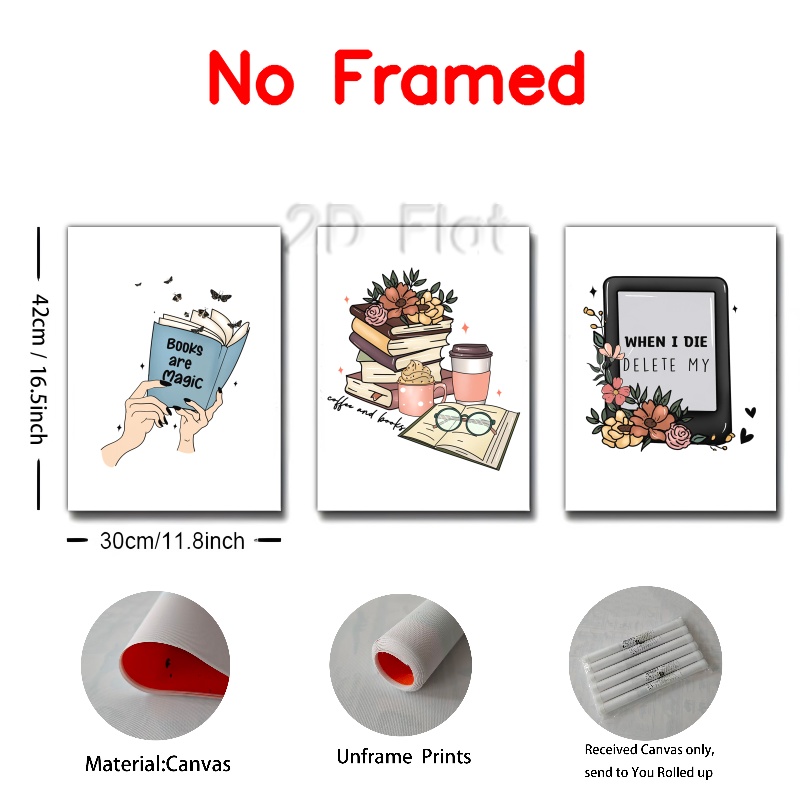 No Framed
2D Flat
42cm / 16.5inch
BOOKS
are
MAGIC
coffee and books
WHEN I DIE
DELETE MY
30cm/11.8inch
Material:Canvas
Unframe Prints
Received Canvas only,
send to You Rolled up